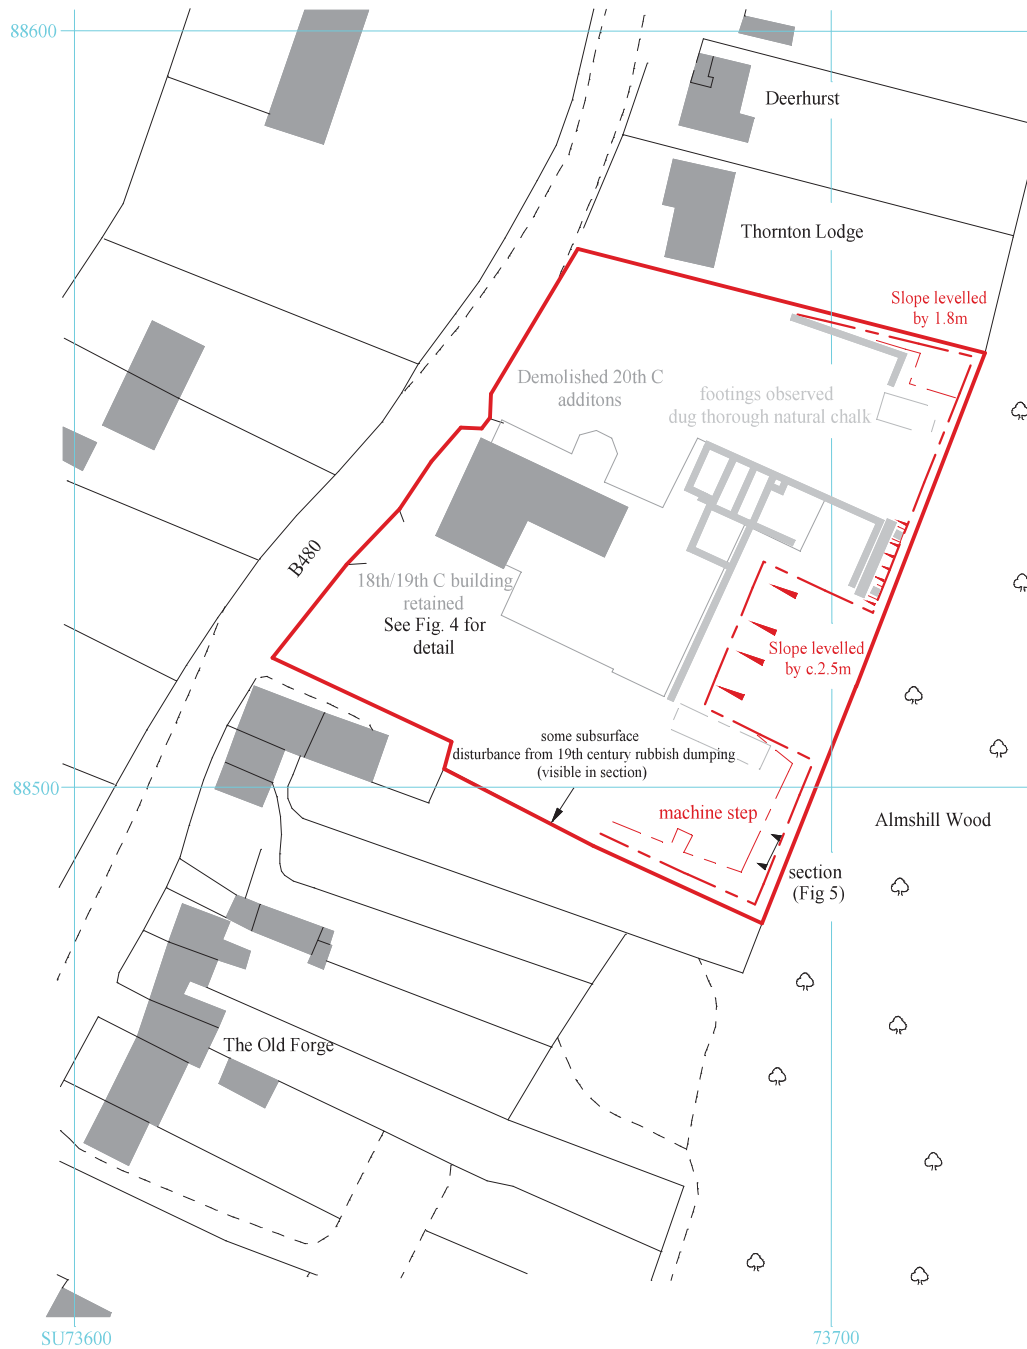 88600
Deerhurst
Thornton Lodge
Slope levelled
by 1.8m
Demolished 20th C
additons
footings observed
dug thorough natural chalk
B480
18th/19th C building
retained
See Fig. 4 for
detail
Slope levelled
by c.2.5m
some subsurface
disturbance from 19th century rubbish dumping
(visible in section)
88500
machine step
Almshill Wood
section
(Fig 5)
The Old Forge
SU73600
73700